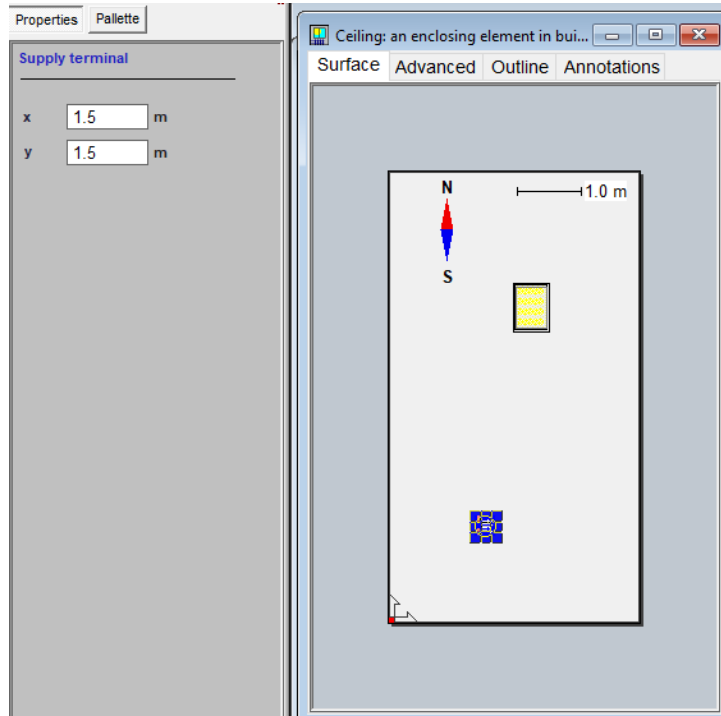 Properties Pallette
Supply terminal
x 1.5 m
y 1.5 m
Ceiling: an enclosing element in bui...
Surface Advanced Outline Annotations
N
1.0 m
S